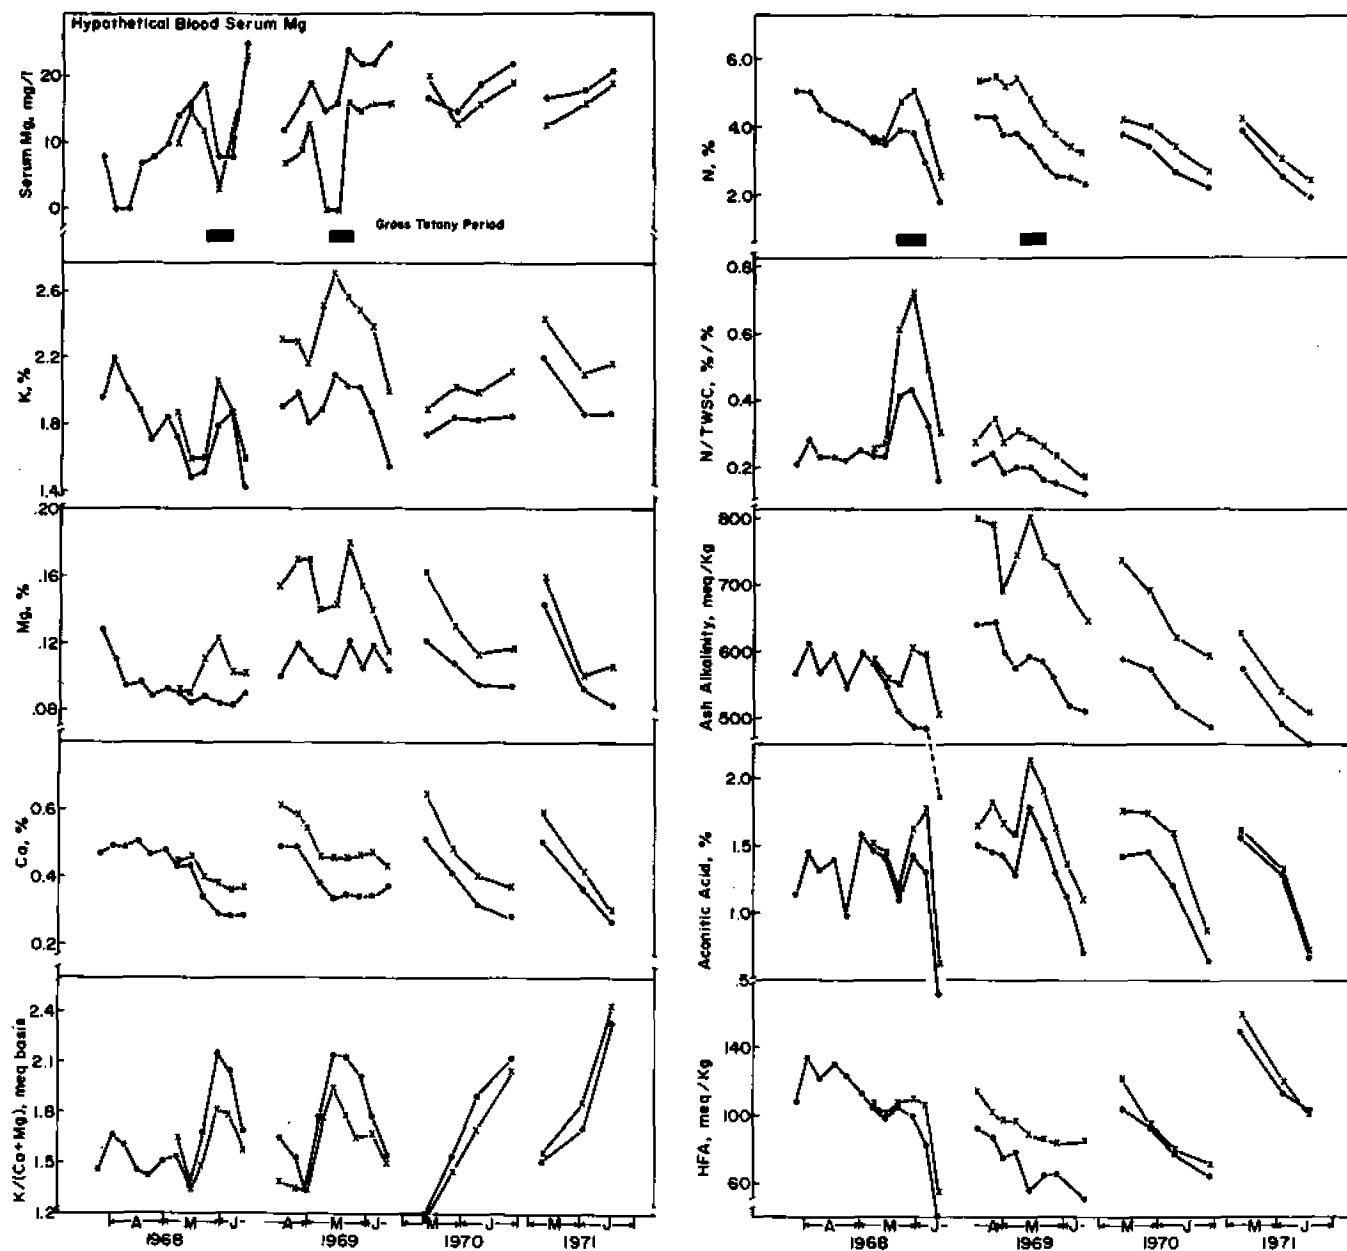 Hypothetical Blood Serum Mg
Serum Mg, mg/l
20
10
0
Gross Tetany Period
K, %
2.6
2.2
1.8
1.4
Mg, %
.20
.16
.12
.08
Ca, %
0.6
0.4
0.2
K/(Ca+Mg), meq basis
2.4
2.1
1.8
1.5
1.2
A M J
1968
A M J
1969
M J
1970
M J
1971
N, %
6.0
4.0
2.0
N/TWSC, %/%
0.8
0.6
0.4
0.2
Ash Alkalinity, meq/Kg
800
700
600
500
Aconitic Acid, %
2.0
1.5
1.0
.5
HFA, meq/Kg
.5
140
100
60
A M J
1968
A M J
1969
M J
1970
M J
1971